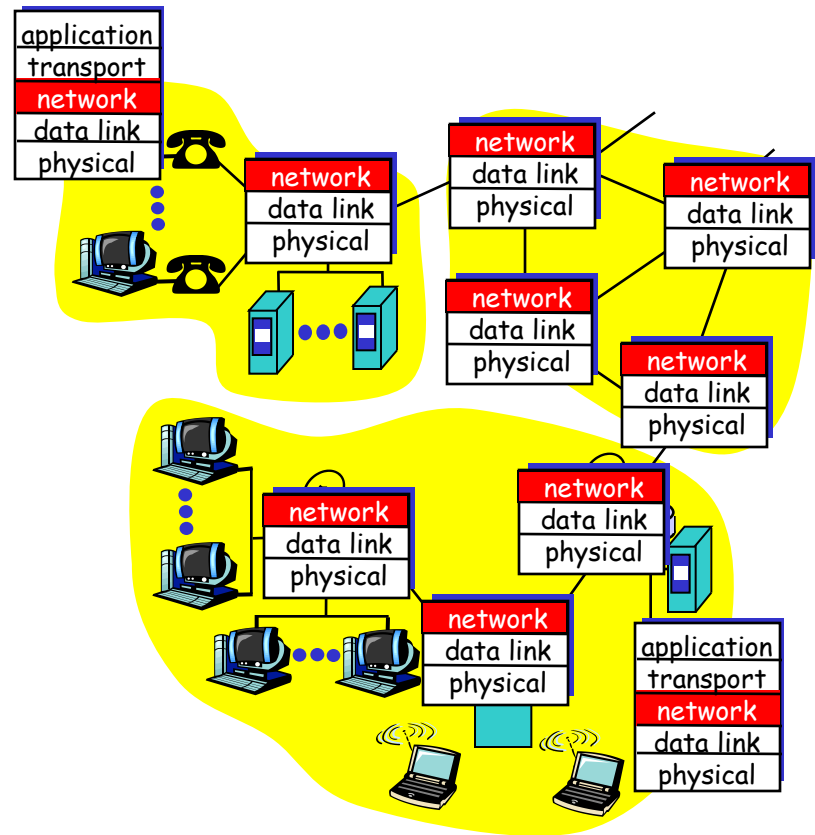 application
transport
network
data link
physical
network
data link
physical
network
data link
physical
network
data link
physical
network
data link
physical
network
data link
physical
network
data link
physical
network
data link
physical
network
data link
physical
application
transport
network
data link
physical